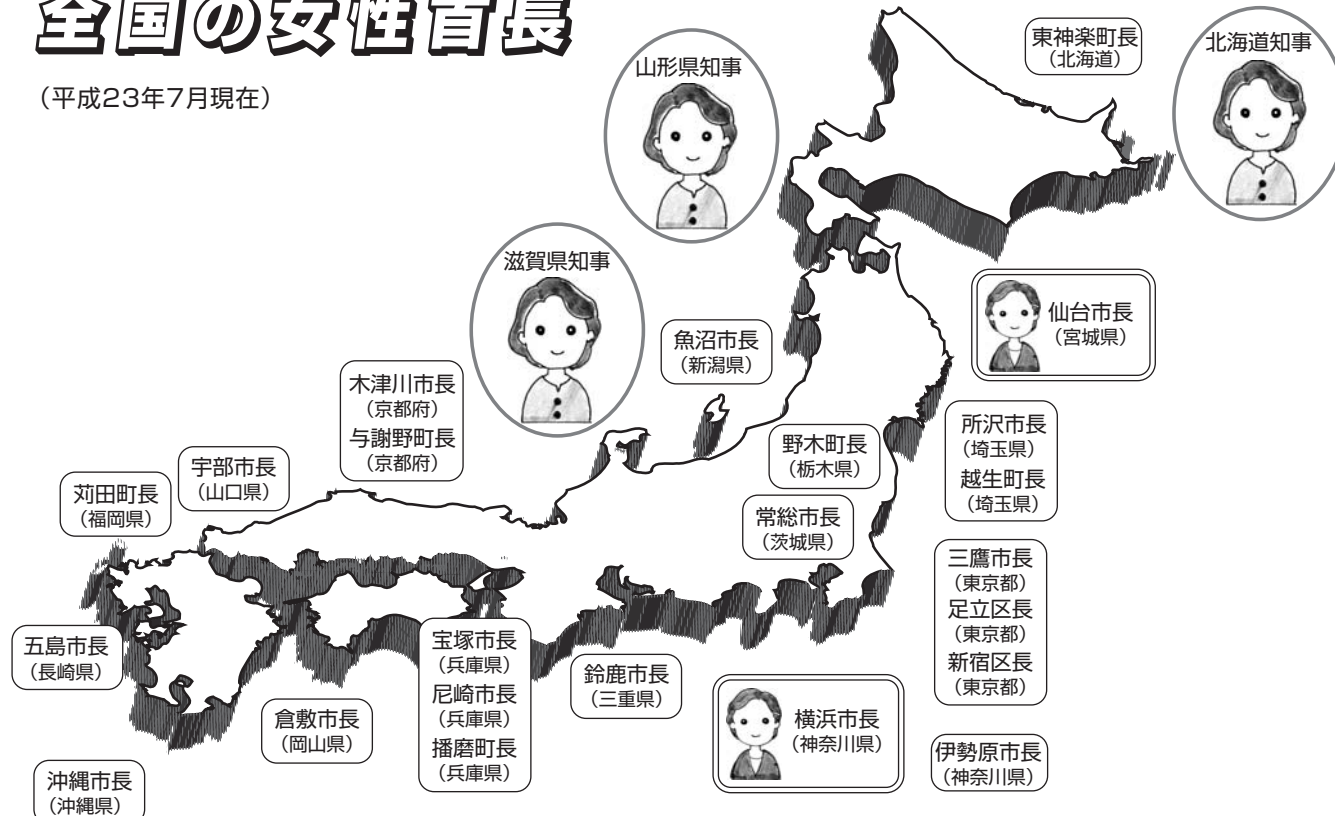 全国の女性首長
（平成23年7月現在）
東神楽町長
（北海道）
北海道知事
山形県知事
滋賀県知事
仙台市長
（宮城県）
魚沼市長
（新潟県）
木津川市長
（京都府）
与謝野町長
（京都府）
野木町長
（栃木県）
所沢市長
（埼玉県）
越生町長
（埼玉県）
宇部市長
（山口県）
苅田町長
（福岡県）
常総市長
（茨城県）
三鷹市長
（東京都）
足立区長
（東京都）
新宿区長
（東京都）
五島市長
（長崎県）
宝塚市長
（兵庫県）
尼崎市長
（兵庫県）
播磨町長
（兵庫県）
鈴鹿市長
（三重県）
倉敷市長
（岡山県）
横浜市長
（神奈川県）
伊勢原市長
（神奈川県）
沖縄市長
（沖縄県）